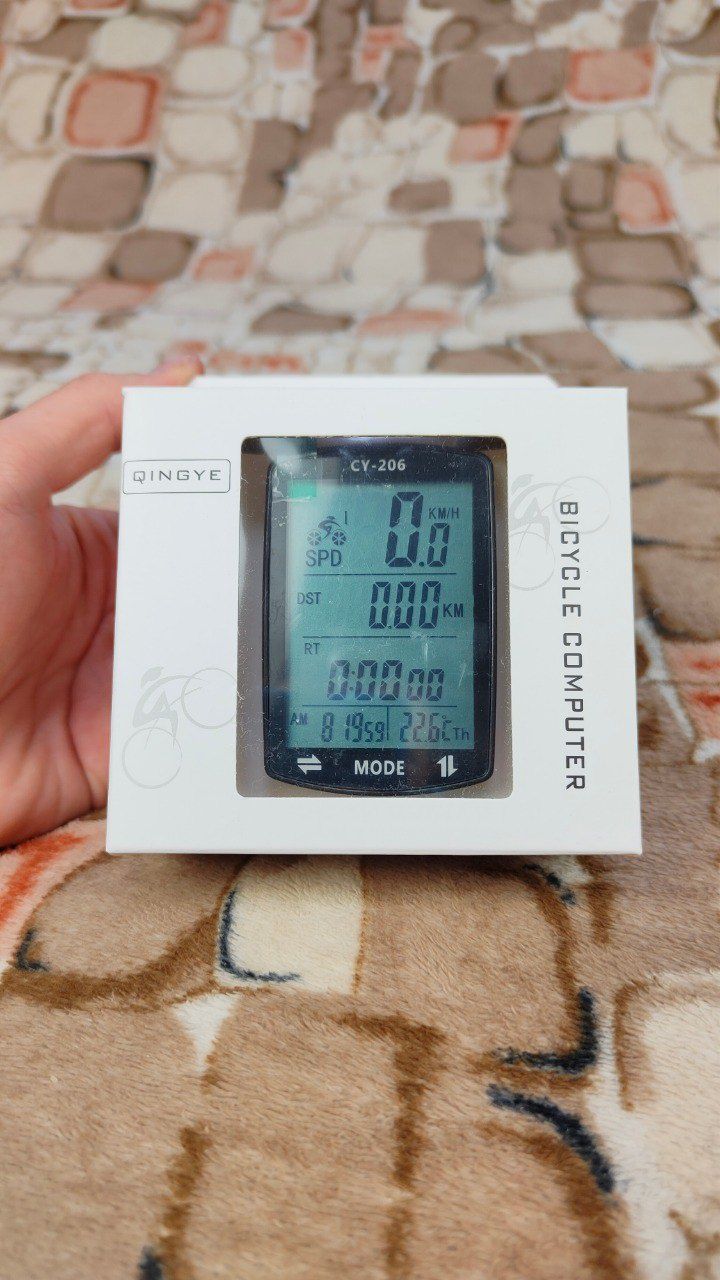 QINGYE
CY-206
KM/H
0.0
SPD
DST 0.00 KM
RT
0:00 00
AM 8 19 59 22.6°C Th
MODE
BICYCLE COMPUTER